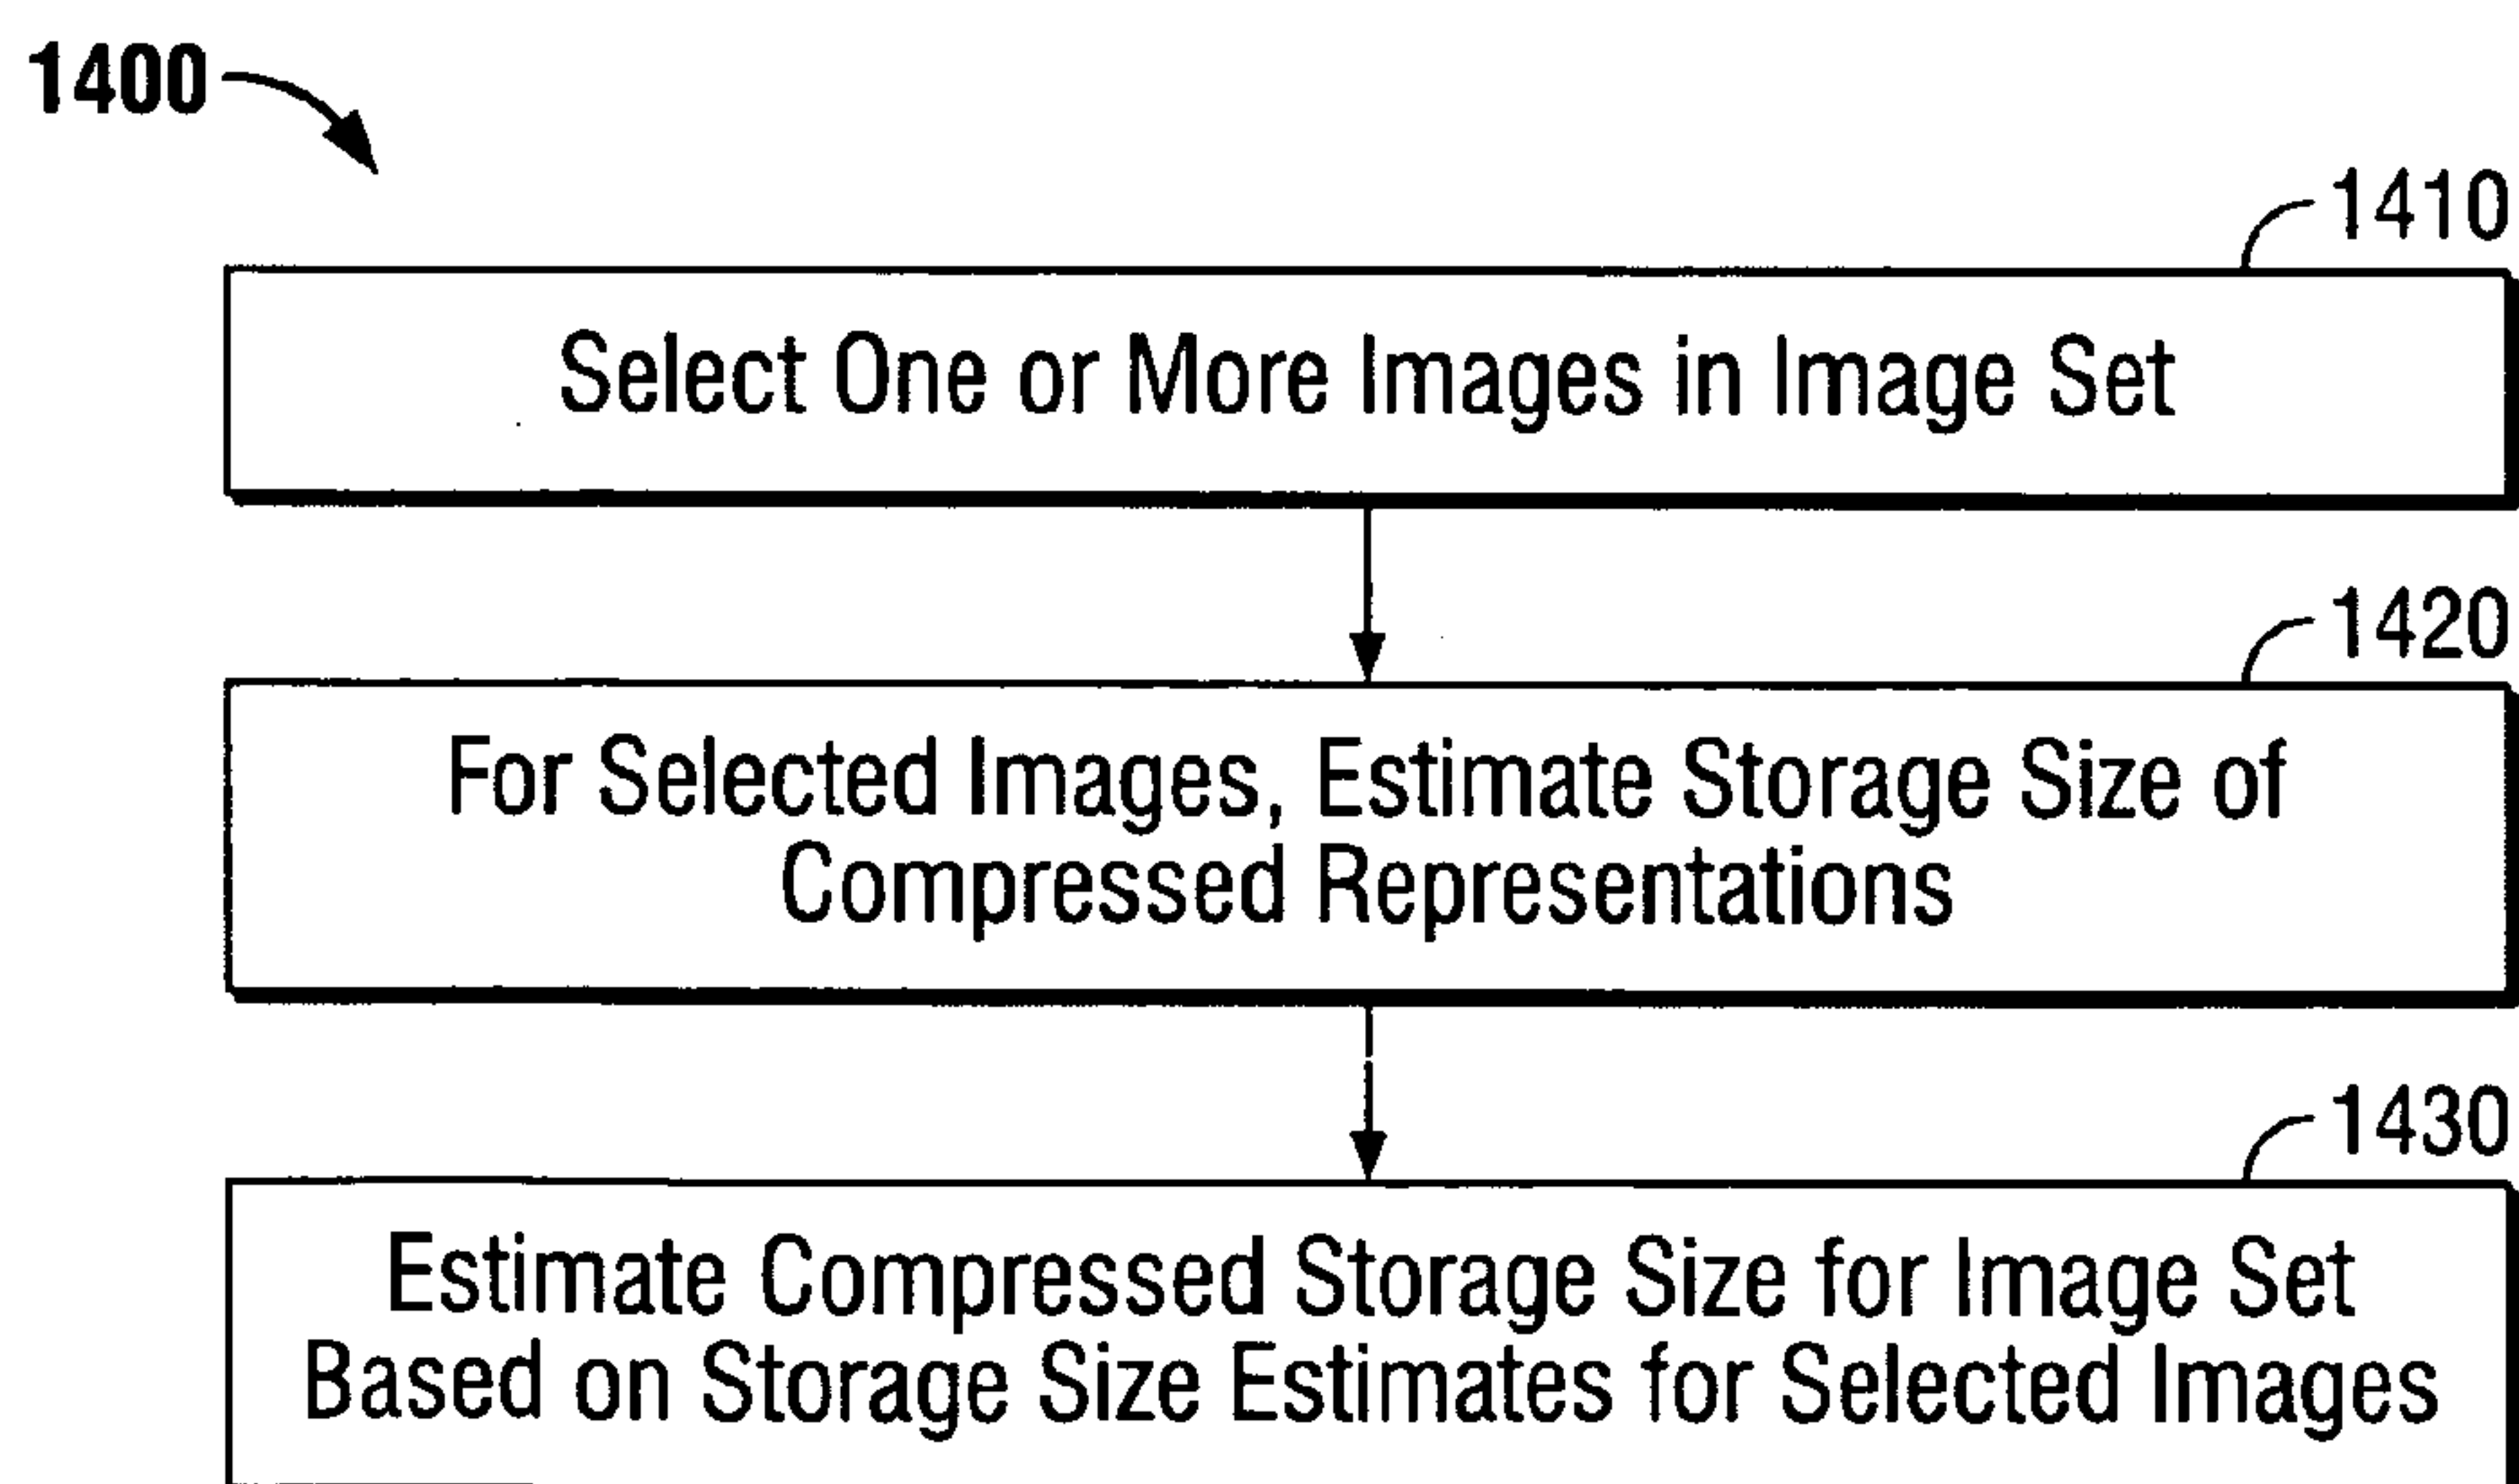 1400
1410
Select One or More Images in Image Set
1420
For Selected Images, Estimate Storage Size of
Compressed Representations
1430
Estimate Compressed Storage Size for Image Set
Based on Storage Size Estimates for Selected Images